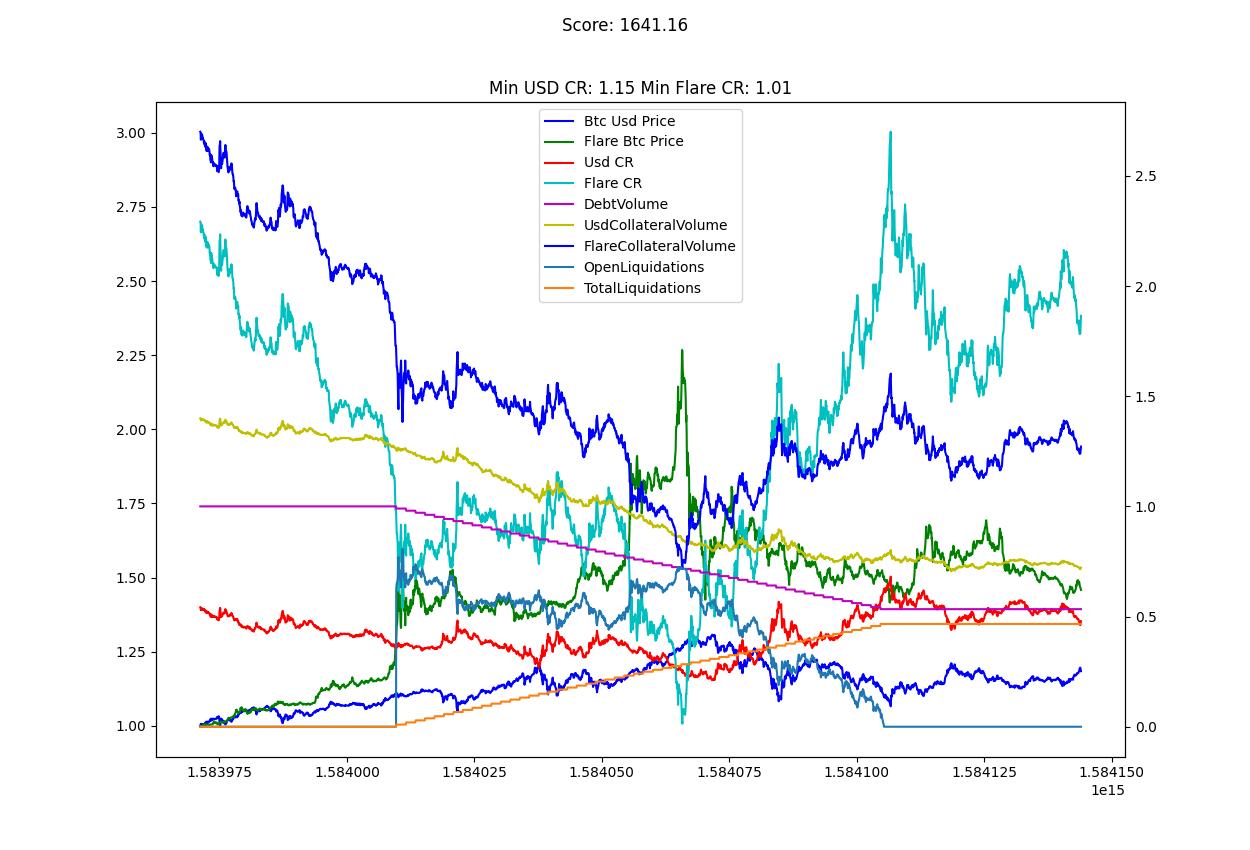 Score: 1641.16
Min USD CR: 1.15 Min Flare CR: 1.01
Btc Usd Price
Flare Btc Price
Usd CR
Flare CR
DebtVolume
UsdCollateralVolume
FlareCollateralVolume
OpenLiquidations
TotalLiquidations
3.00
2.75
2.50
2.25
2.00
1.75
1.50
1.25
1.00
2.5
2.0
1.5
1.0
0.5
0.0
1.583975 1.584000 1.584025 1.584050 1.584075 1.584100 1.584125 1.584150
1e15